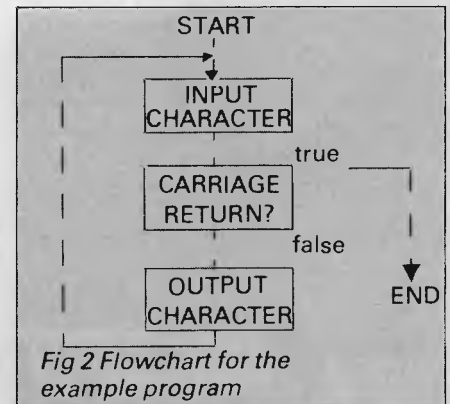 START
INPUT
CHARACTER
true
CARRIAGE
RETURN?
false
OUTPUT
CHARACTER
END
Fig 2 Flowchart for the
example program